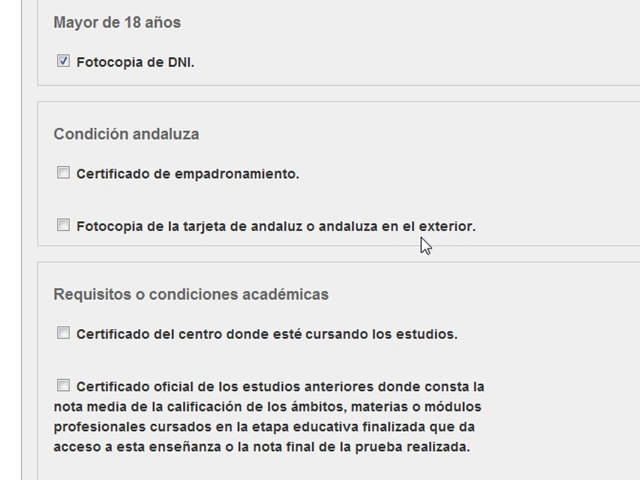 Mayor de 18 años
Fotocopia de DNI.
Condición andaluza
Certificado de empadronamiento.
Fotocopia de la tarjeta de andaluz o andaluza en el exterior.
Requisitos o condiciones académicas
Certificado del centro donde esté cursando los estudios.
Certificado oficial de los estudios anteriores donde consta la
nota media de la calificación de los ámbitos, materias o módulos
profesionales cursados en la etapa educativa finalizada que da
acceso a esta enseñanza o la nota final de la prueba realizada.